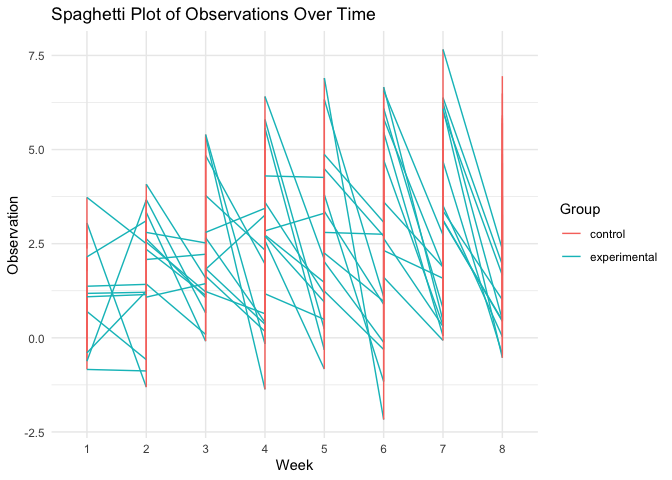 Spaghetti Plot of Observations Over Time
7.5
5.0
2.5
0.0
-2.5
Observation
1 2 3 4 5 6 7 8
Week
Group
control
experimental